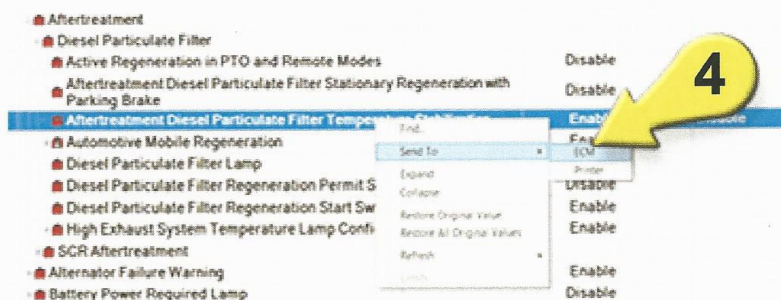 Aftertreatment
Diesel Particulate Filter
Active Regeneration in PTO and Remote Modes Disable
Aftertreatment Diesel Particulate Filter Stationary Regeneration with
Parking Brake Disable
4
Aftertreatment Diesel Particulate Filter Temperature Stabilization Enable
Find...
Automotive Mobile Regeneration
Send To ECM
Diesel Particulate Filter Lamp
Printer
Expand
Diesel Particulate Filter Regeneration Permit S Disable
Collapse
Diesel Particulate Filter Regeneration Start Sw Enable
Restore Original Value
High Exhaust System Temperature Lamp Confi Enable
Restore All Original Values
SCR Aftertreatment
Refresh
Alternator Failure Warning Enable
Battery Power Required Lamp Disable